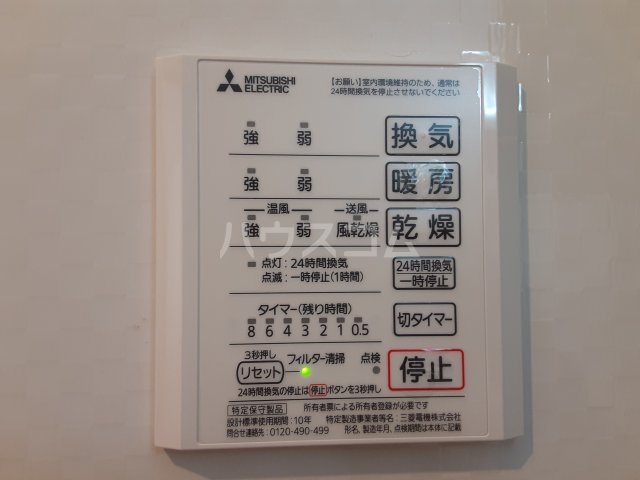 MITSUBISHI
ELECTRIC
【お願い】室内環境維持のため、通常は
24時間換気を停止させないでください
強 弱 換気
強 弱 暖房
温風 送風
強 弱 風乾燥 乾燥
点灯：24時間換気
点滅：一時停止(1時間)
24時間換気
一時停止
タイマー(残り時間)
8 6 4 3 2 1 0.5
切タイマー
3秒押し
リセット フィルター清掃 点検
停止
24時間換気の停止は停止ボタンを3秒押し
特定保守製品 所有者票による所有者登録が必要です
設計標準使用期間：10年 特定製造事業者等名：三菱電機株式会社
問合せ連絡先：0120-490-499 形名、製造年月、点検期間は本体に記載
ハウスコム